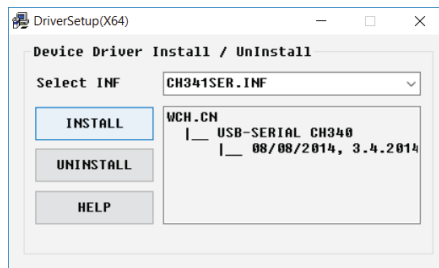 DriverSetup(X64)
Device Driver Install / UnInstall
Select INF
CH341SER.INF
INSTALL
UNINSTALL
HELP
WCH.CN
|__ USB-SERIAL CH340
|__ 08/08/2014, 3.4.2014